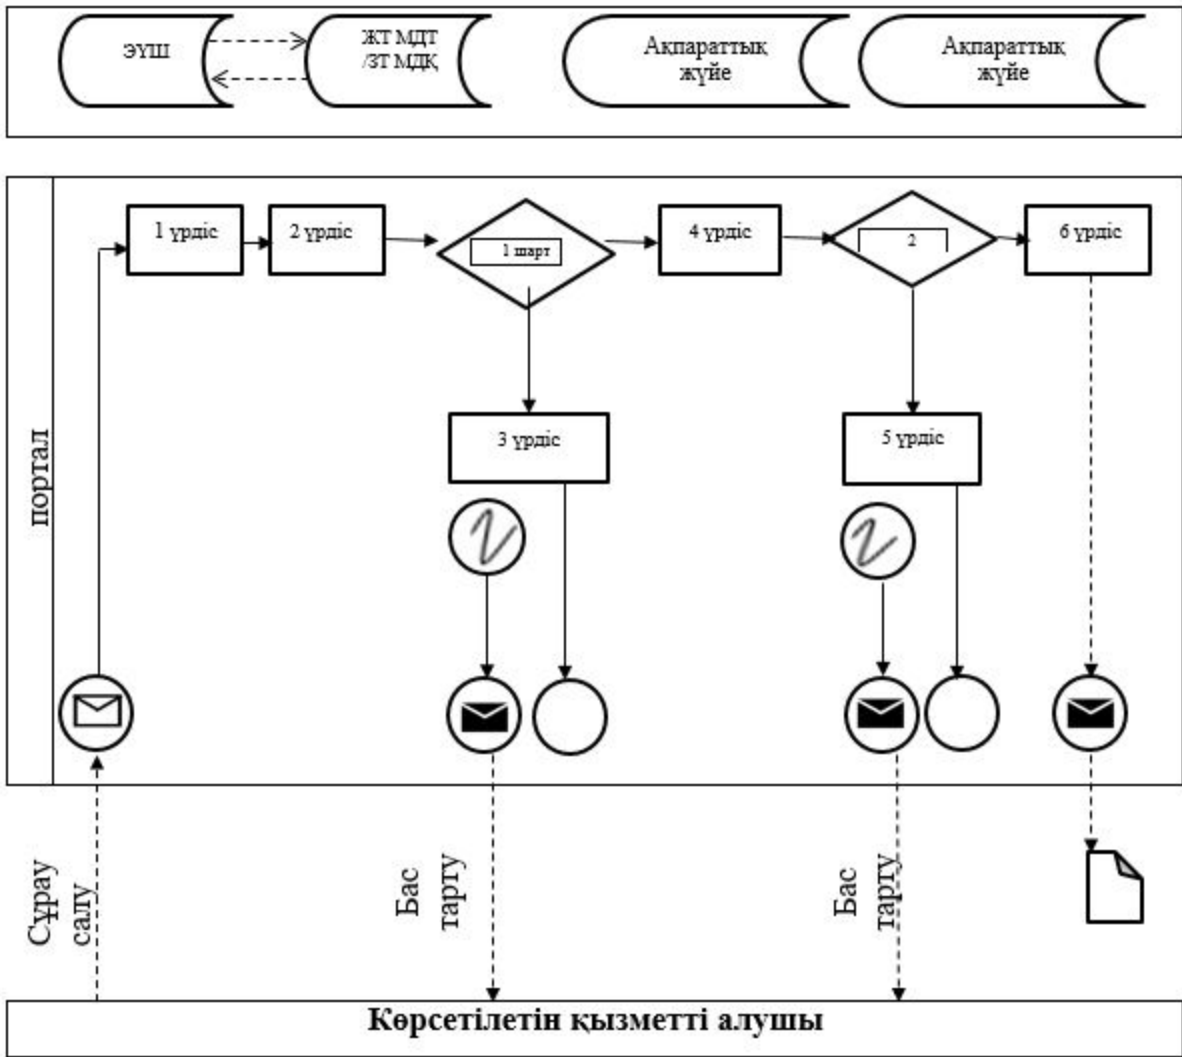 ЭҮШ
ЖТ МДТ
/ЗТ МДҚ
Ақпараттық
жүйе
Ақпараттық
жүйе
1 үрдіс
2 үрдіс
1 шарт
4 үрдіс
2
6 үрдіс
3 үрдіс
5 үрдіс
портал
Сұрау
салу
Бас
тарту
Бас
тарту
Көрсетілетін қызметті алушы